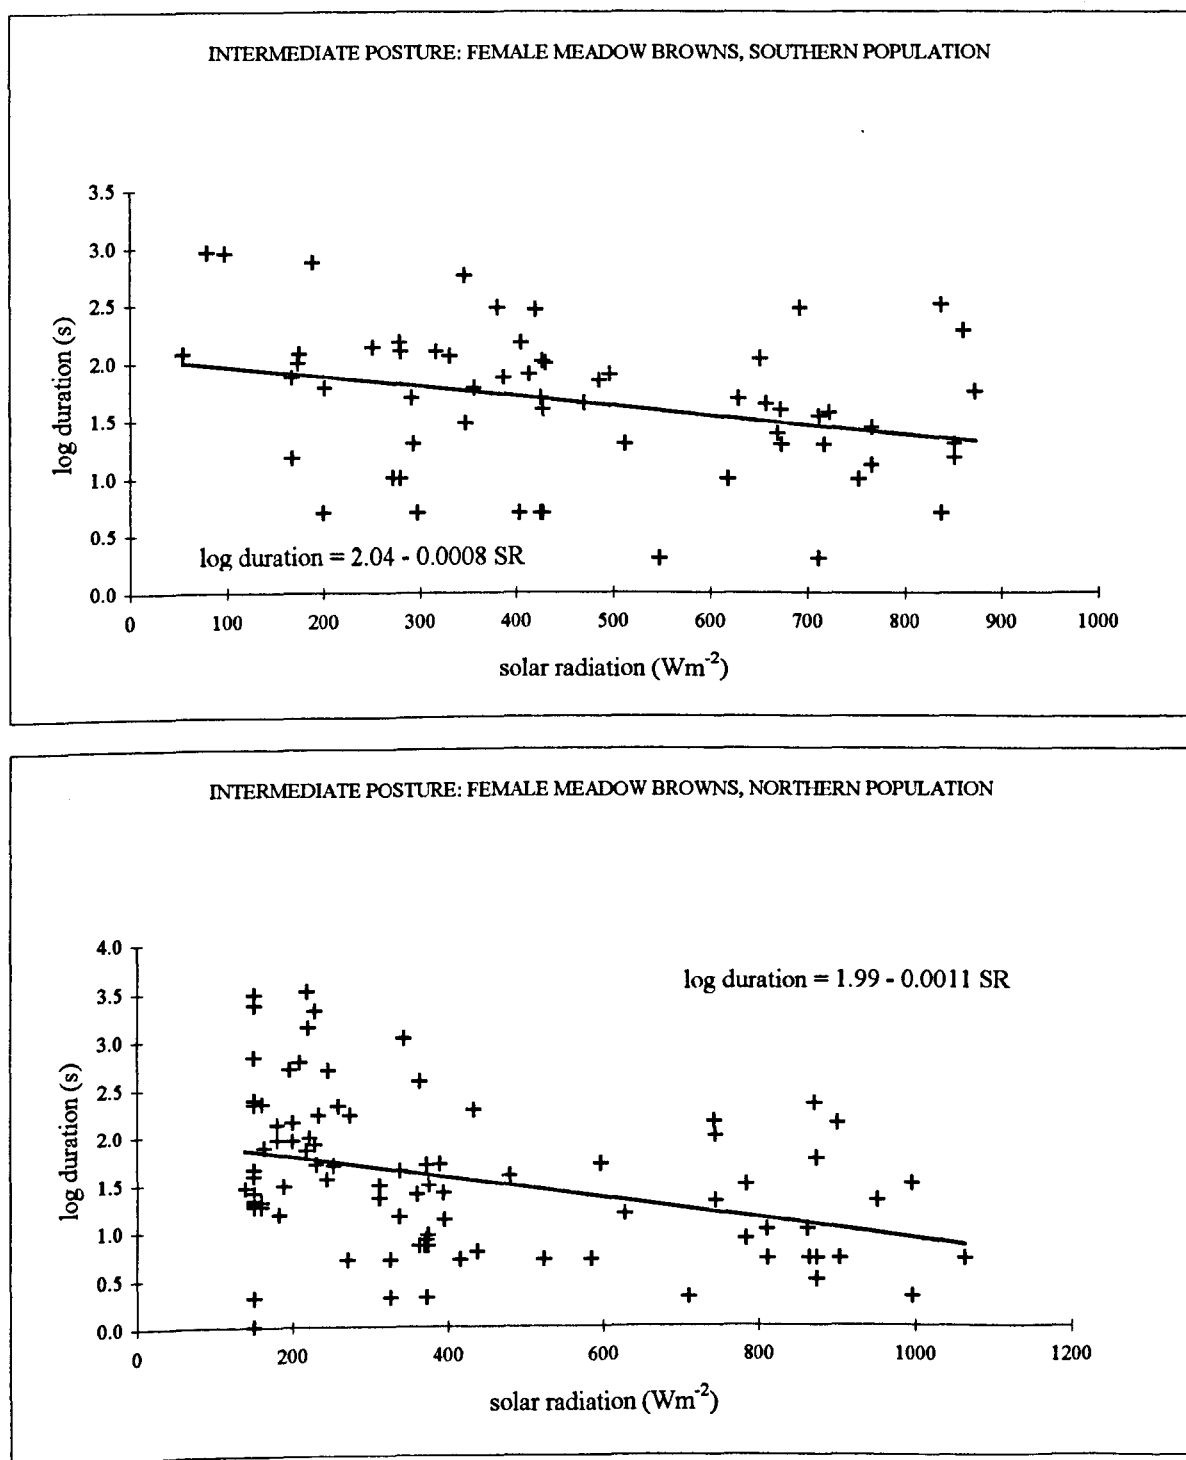 INTERMEDIATE POSTURE: FEMALE MEADOW BROWNS, SOUTHERN POPULATION
3.5
3.0
2.5
2.0
1.5
1.0
0.5
0.0
log duration (s)
log duration = 2.04 - 0.0008 SR
0 100 200 300 400 500 600 700 800 900 1000
solar radiation (Wm⁻²)
INTERMEDIATE POSTURE: FEMALE MEADOW BROWNS, NORTHERN POPULATION
4.0
3.5
3.0
2.5
2.0
1.5
1.0
0.5
0.0
log duration (s)
log duration = 1.99 - 0.0011 SR
0 200 400 600 800 1000 1200
solar radiation (Wm⁻²)